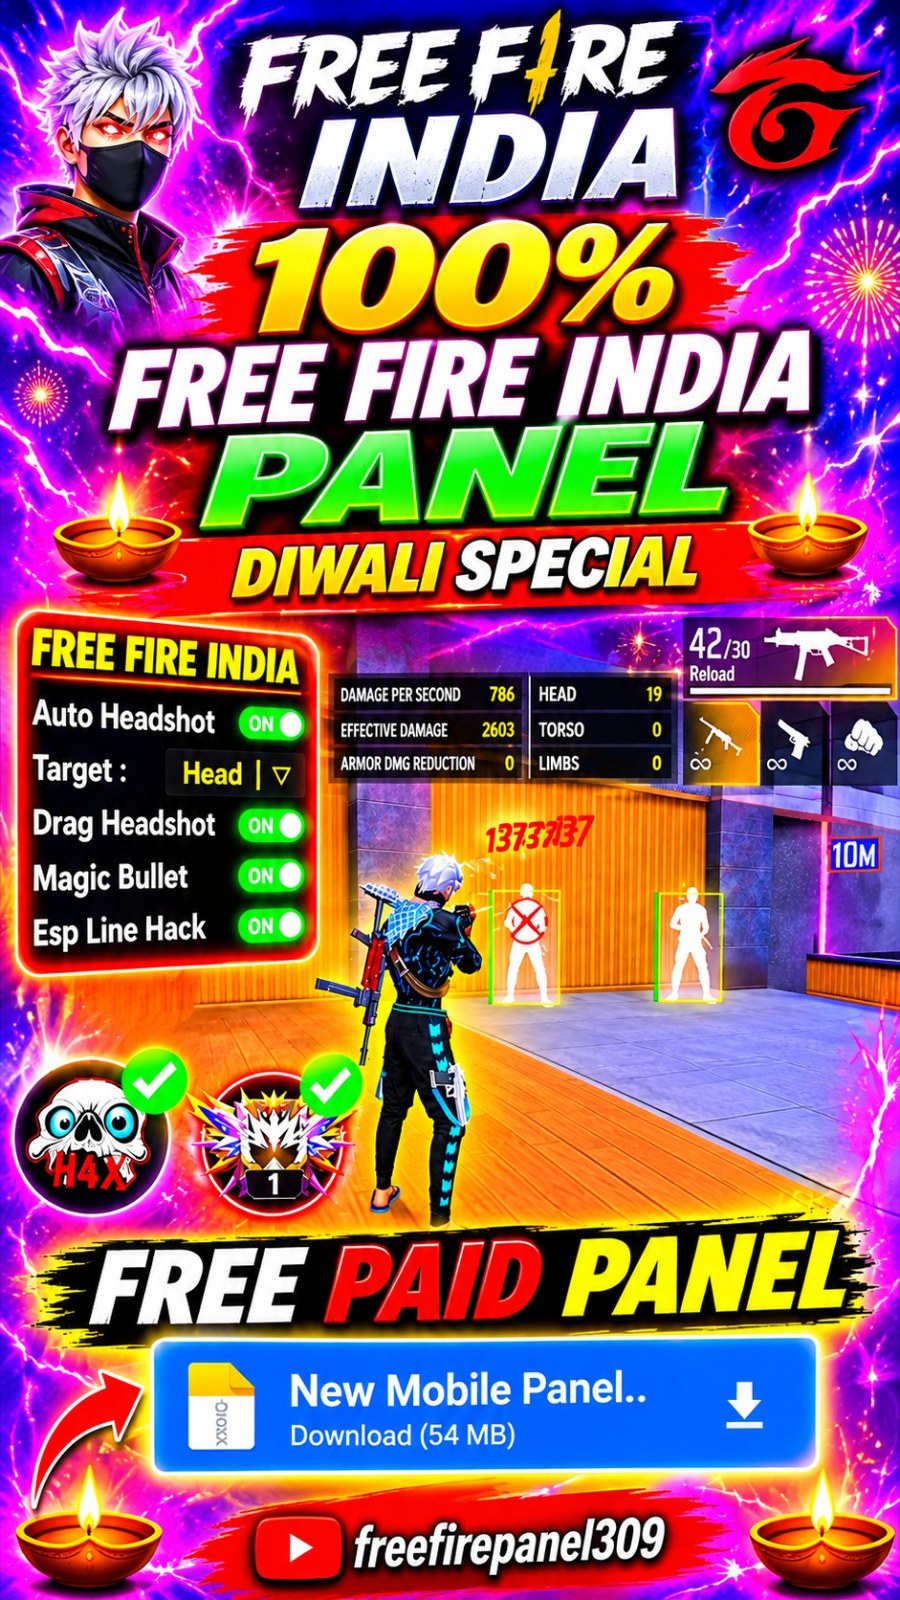 FREE FIRE
INDIA
100%
FREE FIRE INDIA
PANEL
DIWALI SPECIAL
FREE FIRE INDIA
Auto Headshot ON
Target : Head
Drag Headshot ON
Magic Bullet ON
Esp Line Hack ON
DAMAGE PER SECOND 786
EFFECTIVE DAMAGE 2603
ARMOR DMG REDUCTION 0
HEAD 19
TORSO 0
LIMBS 0
42/30
Reload
∞ ∞ ∞
10M
H4X
1
FREE PAID PANEL
New Mobile Panel..
Download (54 MB)
freefirepanel309